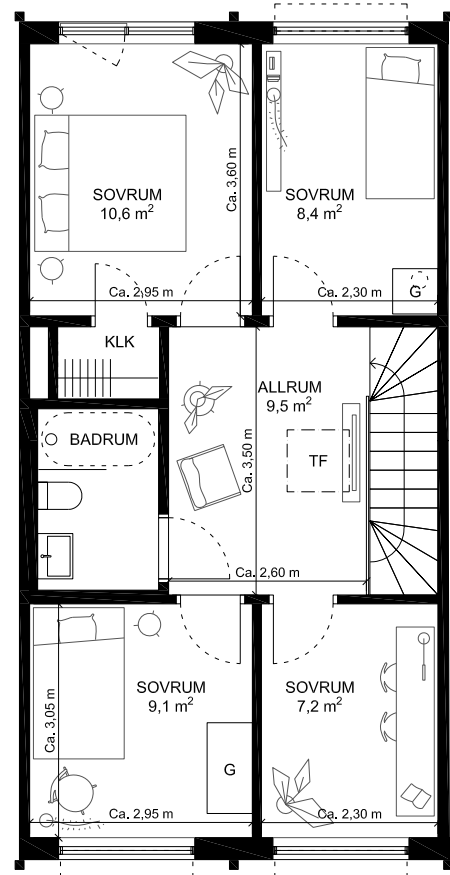 SOVRUM
10,6 m²
Ca. 3,60 m
SOVRUM
8,4 m²
Ca. 2,95 m
Ca. 2,30 m
G
KLK
ALLRUM
9,5 m²
BADRUM
Ca. 3,50 m
TF
Ca. 2,60 m
SOVRUM
9,1 m²
Ca. 3,05 m
SOVRUM
7,2 m²
G
Ca. 2,95 m
Ca. 2,30 m